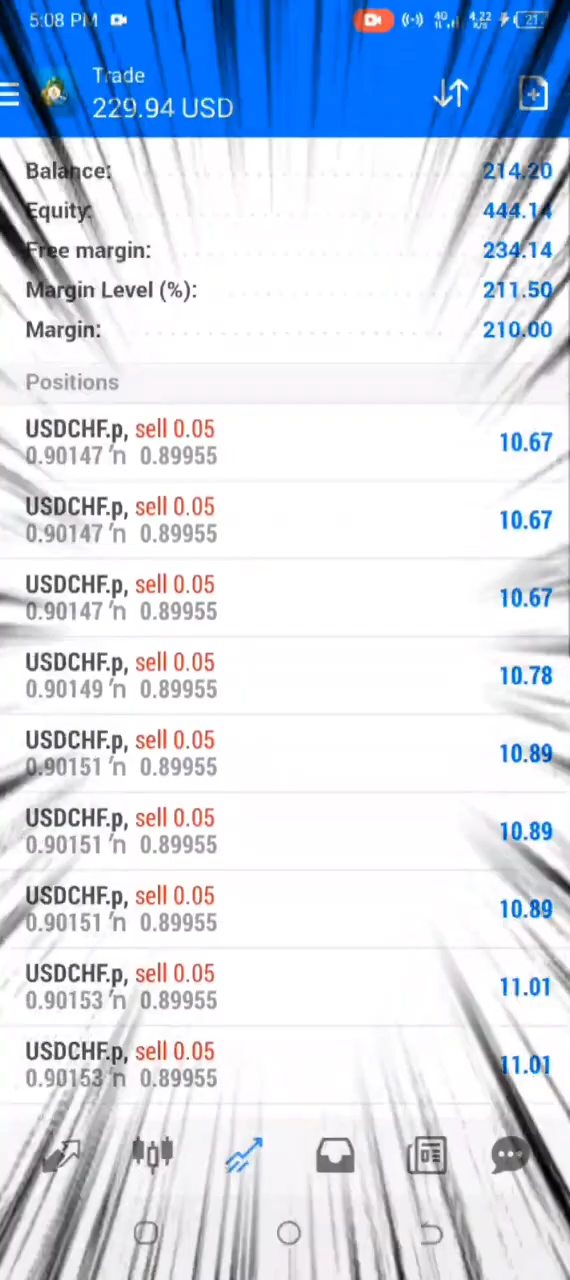 5:08 PM
4G
4.22
K/S
21
Trade
229.94 USD
Balance: 214.20
Equity: 444.14
Free margin: 234.14
Margin Level (%): 211.50
Margin: 210.00
Positions
USDCHF.p, sell 0.05
0.90147 'n 0.89955
10.67
USDCHF.p, sell 0.05
0.90147 'n 0.89955
10.67
USDCHF.p, sell 0.05
0.90147 'n 0.89955
10.67
USDCHF.p, sell 0.05
0.90149 'n 0.89955
10.78
USDCHF.p, sell 0.05
0.90151 'n 0.89955
10.89
USDCHF.p, sell 0.05
0.90151 'n 0.89955
10.89
USDCHF.p, sell 0.05
0.90151 'n 0.89955
10.89
USDCHF.p, sell 0.05
0.90153 'n 0.89955
11.01
USDCHF.p, sell 0.05
0.90153 'n 0.89955
11.01